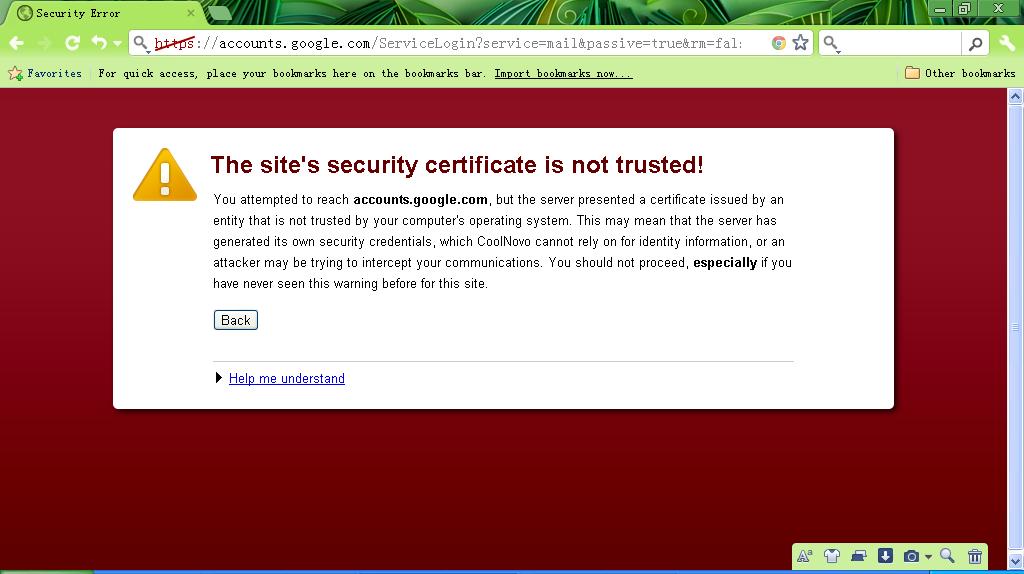 Security Error
https://accounts.google.com/ServiceLogin?service=mail&passive=true&rm=fal:
Favorites For quick access, place your bookmarks here on the bookmarks bar. Import bookmarks now... Other bookmarks
The site's security certificate is not trusted!
You attempted to reach accounts.google.com, but the server presented a certificate issued by an
entity that is not trusted by your computer's operating system. This may mean that the server has
generated its own security credentials, which CoolNovo cannot rely on for identity information, or an
attacker may be trying to intercept your communications. You should not proceed, especially if you
have never seen this warning before for this site.
Back
Help me understand